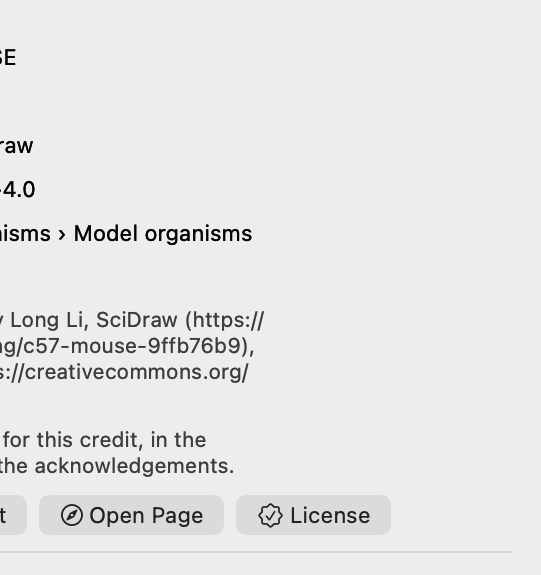 SE
raw
-4.0
isms › Model organisms
Long Li, SciDraw (https://
ng/c57-mouse-9ffb76b9),
s://creativecommons.org/
for this credit, in the
the acknowledgements.
t Open Page License